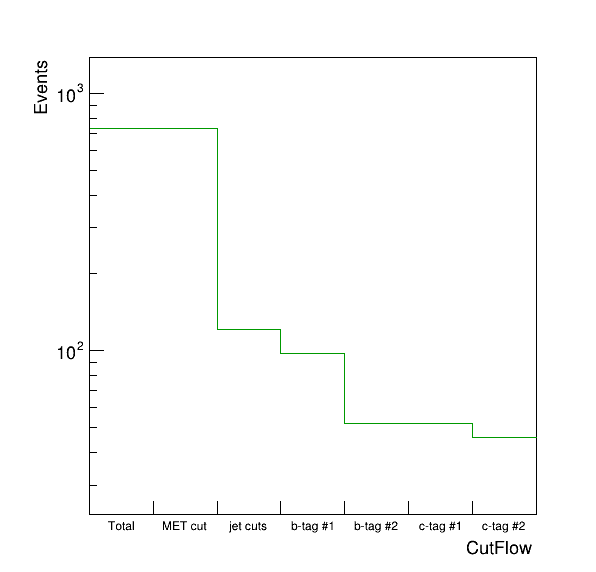 Events
10³
10²
Total MET cut jet cuts b-tag #1 b-tag #2 c-tag #1 c-tag #2
CutFlow